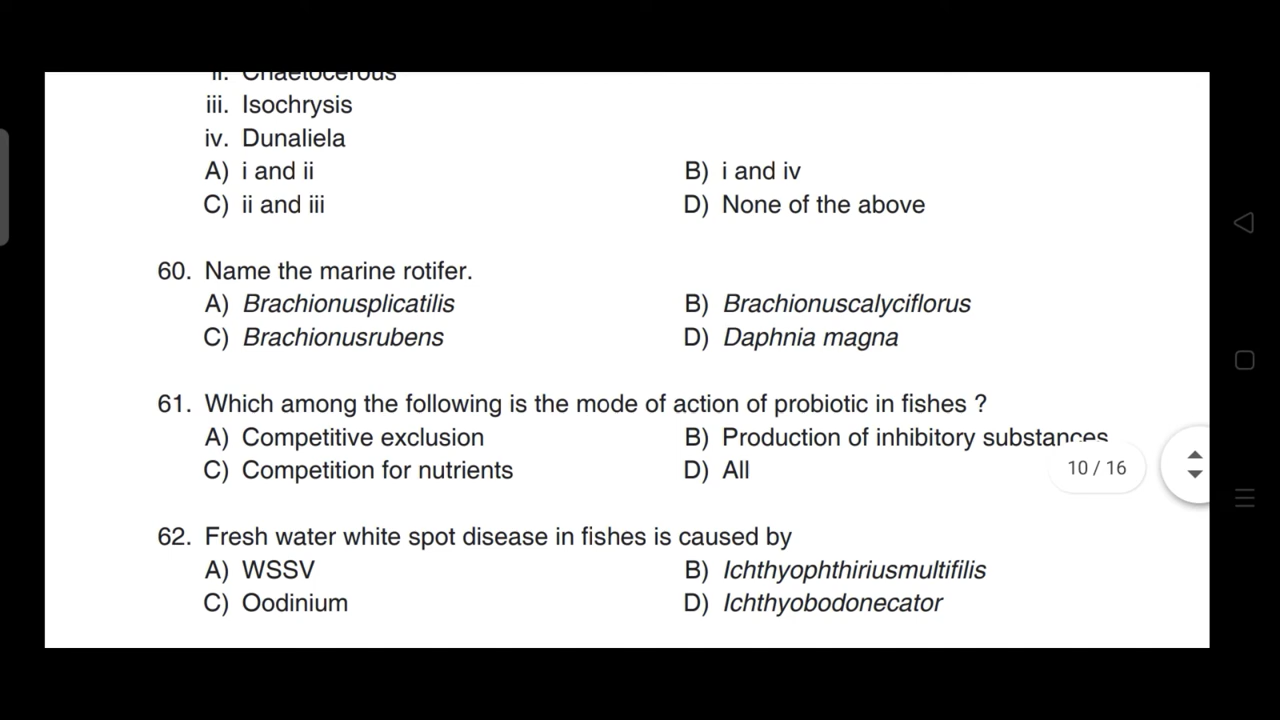 ii. Chaetocerous
iii. Isochrysis
iv. Dunaliela
A) i and ii B) i and iv
C) ii and iii D) None of the above
60. Name the marine rotifer.
A) Brachionusplicatilis B) Brachionuscalyciflorus
C) Brachionusrubens D) Daphnia magna
61. Which among the following is the mode of action of probiotic in fishes ?
A) Competitive exclusion B) Production of inhibitory substances
C) Competition for nutrients D) All
10 / 16
62. Fresh water white spot disease in fishes is caused by
A) WSSV B) Ichthyophthiriusmultifilis
C) Oodinium D) Ichthyobodonecator